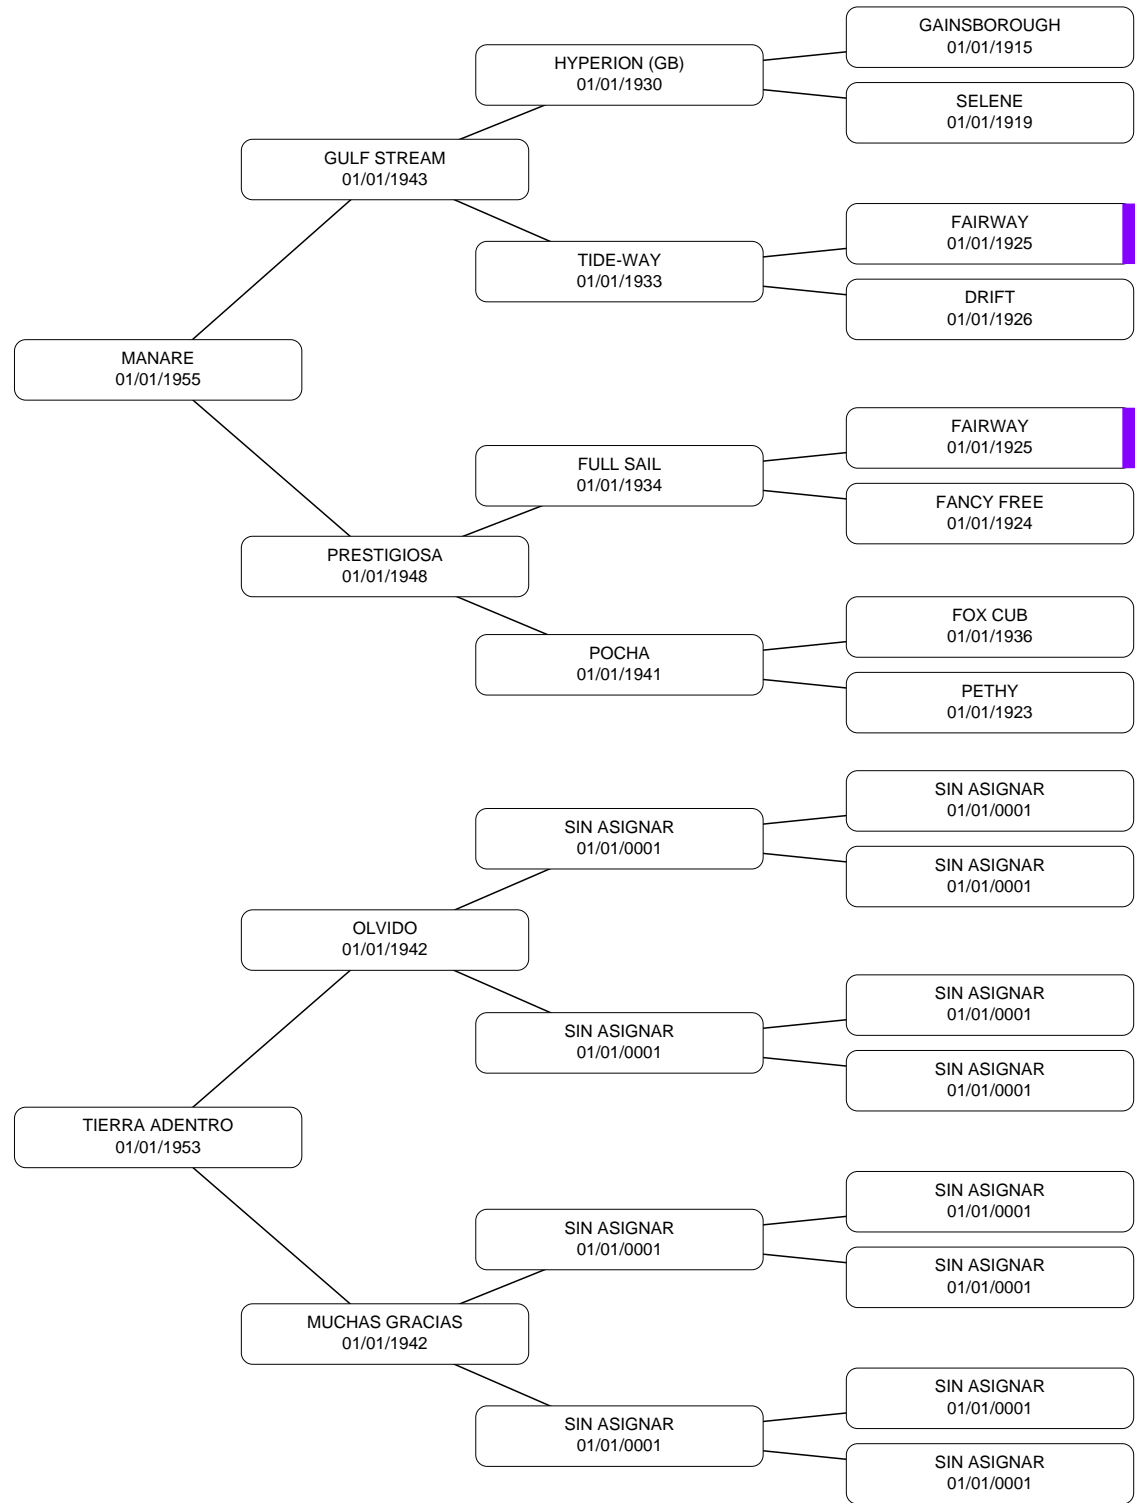 GAINSBOROUGH
01/01/1915
HYPERION (GB)
01/01/1930
SELENE
01/01/1919
GULF STREAM
01/01/1943
FAIRWAY
01/01/1925
TIDE-WAY
01/01/1933
DRIFT
01/01/1926
MANARE
01/01/1955
FAIRWAY
01/01/1925
FULL SAIL
01/01/1934
FANCY FREE
01/01/1924
PRESTIGIOSA
01/01/1948
FOX CUB
01/01/1936
POCHA
01/01/1941
PETHY
01/01/1923
SIN ASIGNAR
01/01/0001
SIN ASIGNAR
01/01/0001
SIN ASIGNAR
01/01/0001
OLVIDO
01/01/1942
SIN ASIGNAR
01/01/0001
SIN ASIGNAR
01/01/0001
SIN ASIGNAR
01/01/0001
TIERRA ADENTRO
01/01/1953
SIN ASIGNAR
01/01/0001
SIN ASIGNAR
01/01/0001
SIN ASIGNAR
01/01/0001
MUCHAS GRACIAS
01/01/1942
SIN ASIGNAR
01/01/0001
SIN ASIGNAR
01/01/0001
SIN ASIGNAR
01/01/0001